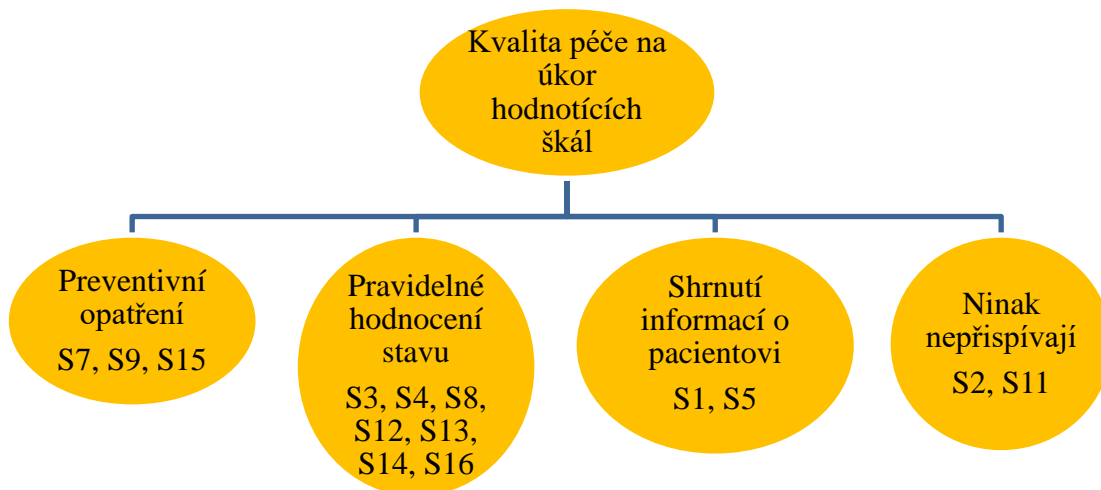 Kvalita péče na
úkor
hodnotících
škál
Preventivní
opatření
S7, S9, S15
Pravidelné
hodnocení
stavu
S3, S4, S8,
S12, S13,
S14, S16
Shrnutí
informací o
pacientovi
S1, S5
Ninak
nepřispívají
S2, S11